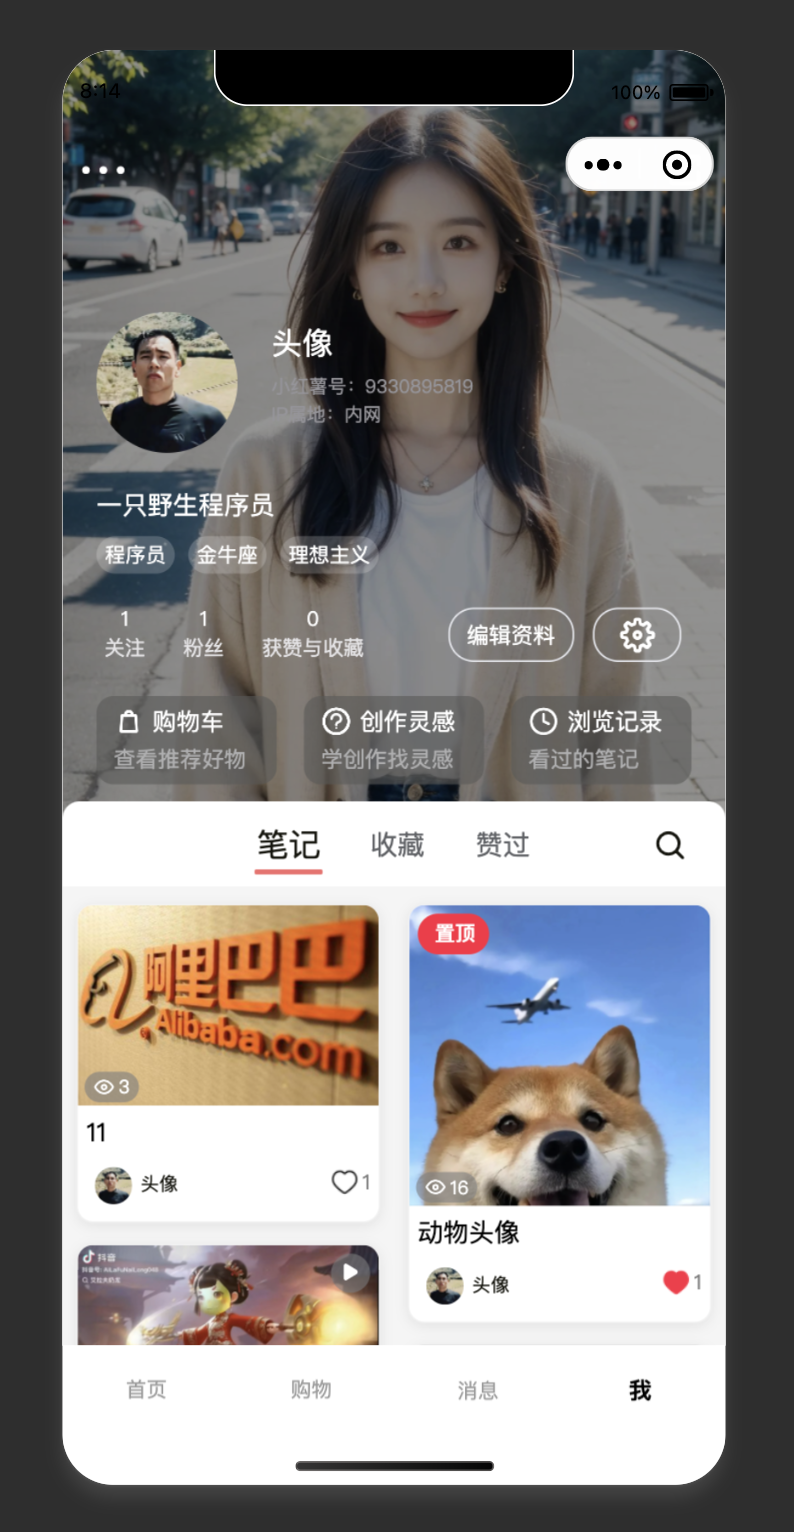 8:14
100%
头像
小红薯号：9330895819
IP属地：内网
一只野生程序员
程序员 金牛座 理想主义
1 1 0
关注 粉丝 获赞与收藏
编辑资料
购物车 创作灵感 浏览记录
查看推荐好物 学创作找灵感 看过的笔记
笔记 收藏 赞过
阿里巴巴
Alibaba.com
3
11
头像 1
置顶
16
动物头像
头像 1
抖音
首页 购物 消息 我